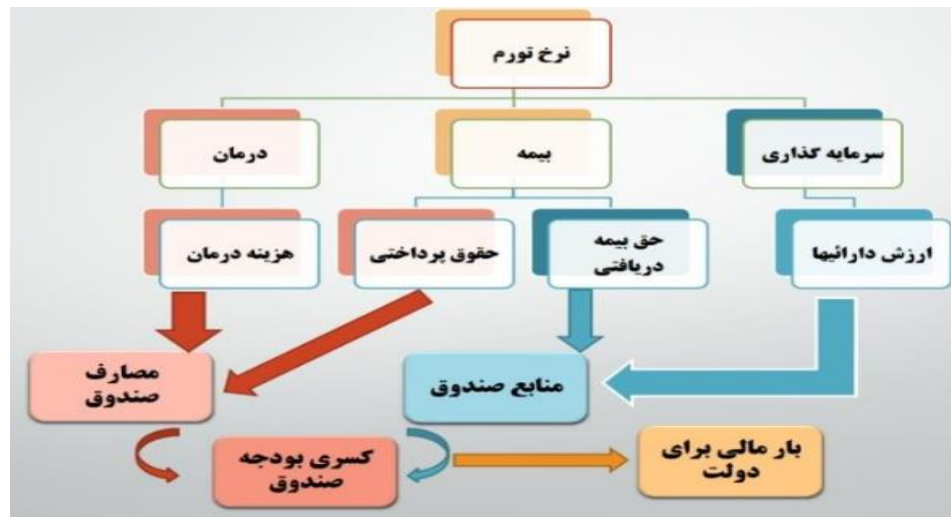 نرخ تورم
سرمایه گذاری
بیمه
درمان
ارزش دارائیها
حق بیمه
دریافتی
حقوق پرداختی
هزینه درمان
منابع صندوق
مصارف
صندوق
کسری بودجه
صندوق
بار مالی برای
دولت